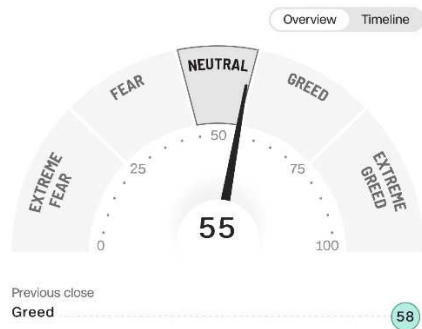 Overview Timeline
NEUTRAL
FEAR
GREED
EXTREME
FEAR
EXTREME
GREED
50
25
75
0
100
55
Previous close
Greed 58